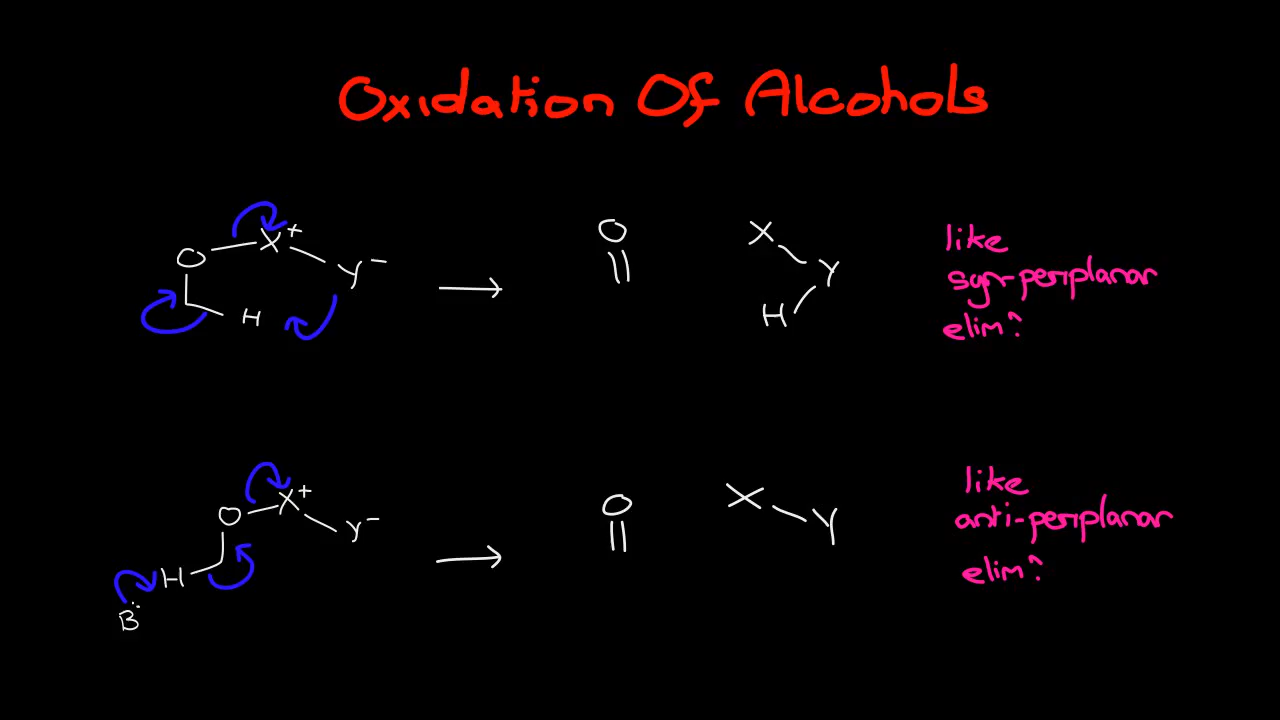 Oxidation Of Alcohols
O X+ Y−
H
O
X Y
H
like
syn-periplanar
elim?
O X+ Y−
H
B:
O
X Y
like
anti-periplanar
elim?